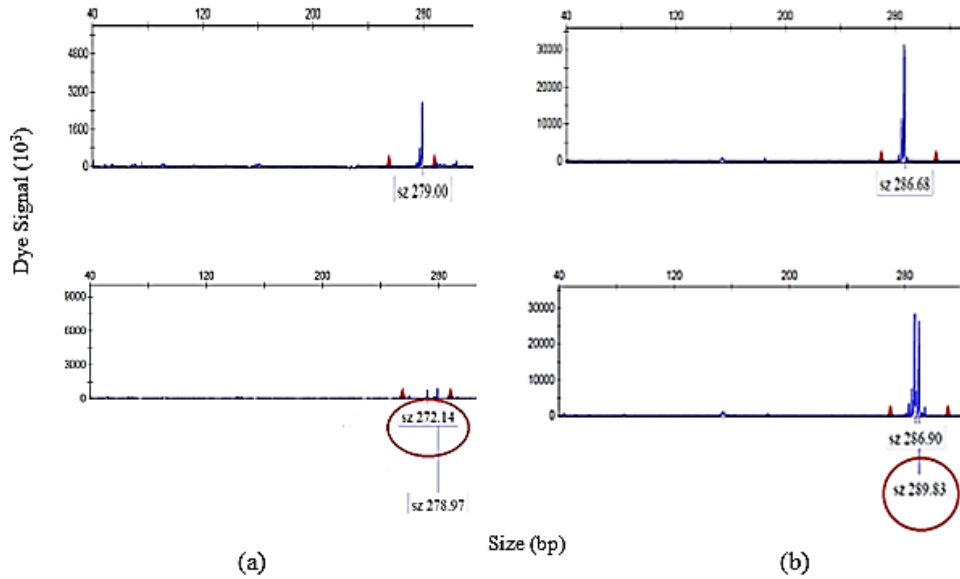 Dye Signal (10³)
40 120 200 280
4800
3200
1600
0
sz 279.00
40 120 200 280
30000
20000
10000
0
sz 286.68
40 120 200 280
9000
6000
3000
0
sz 272.14
sz 278.97
40 120 200 280
30000
20000
10000
0
sz 286.90
sz 289.83
Size (bp)
(a)
(b)